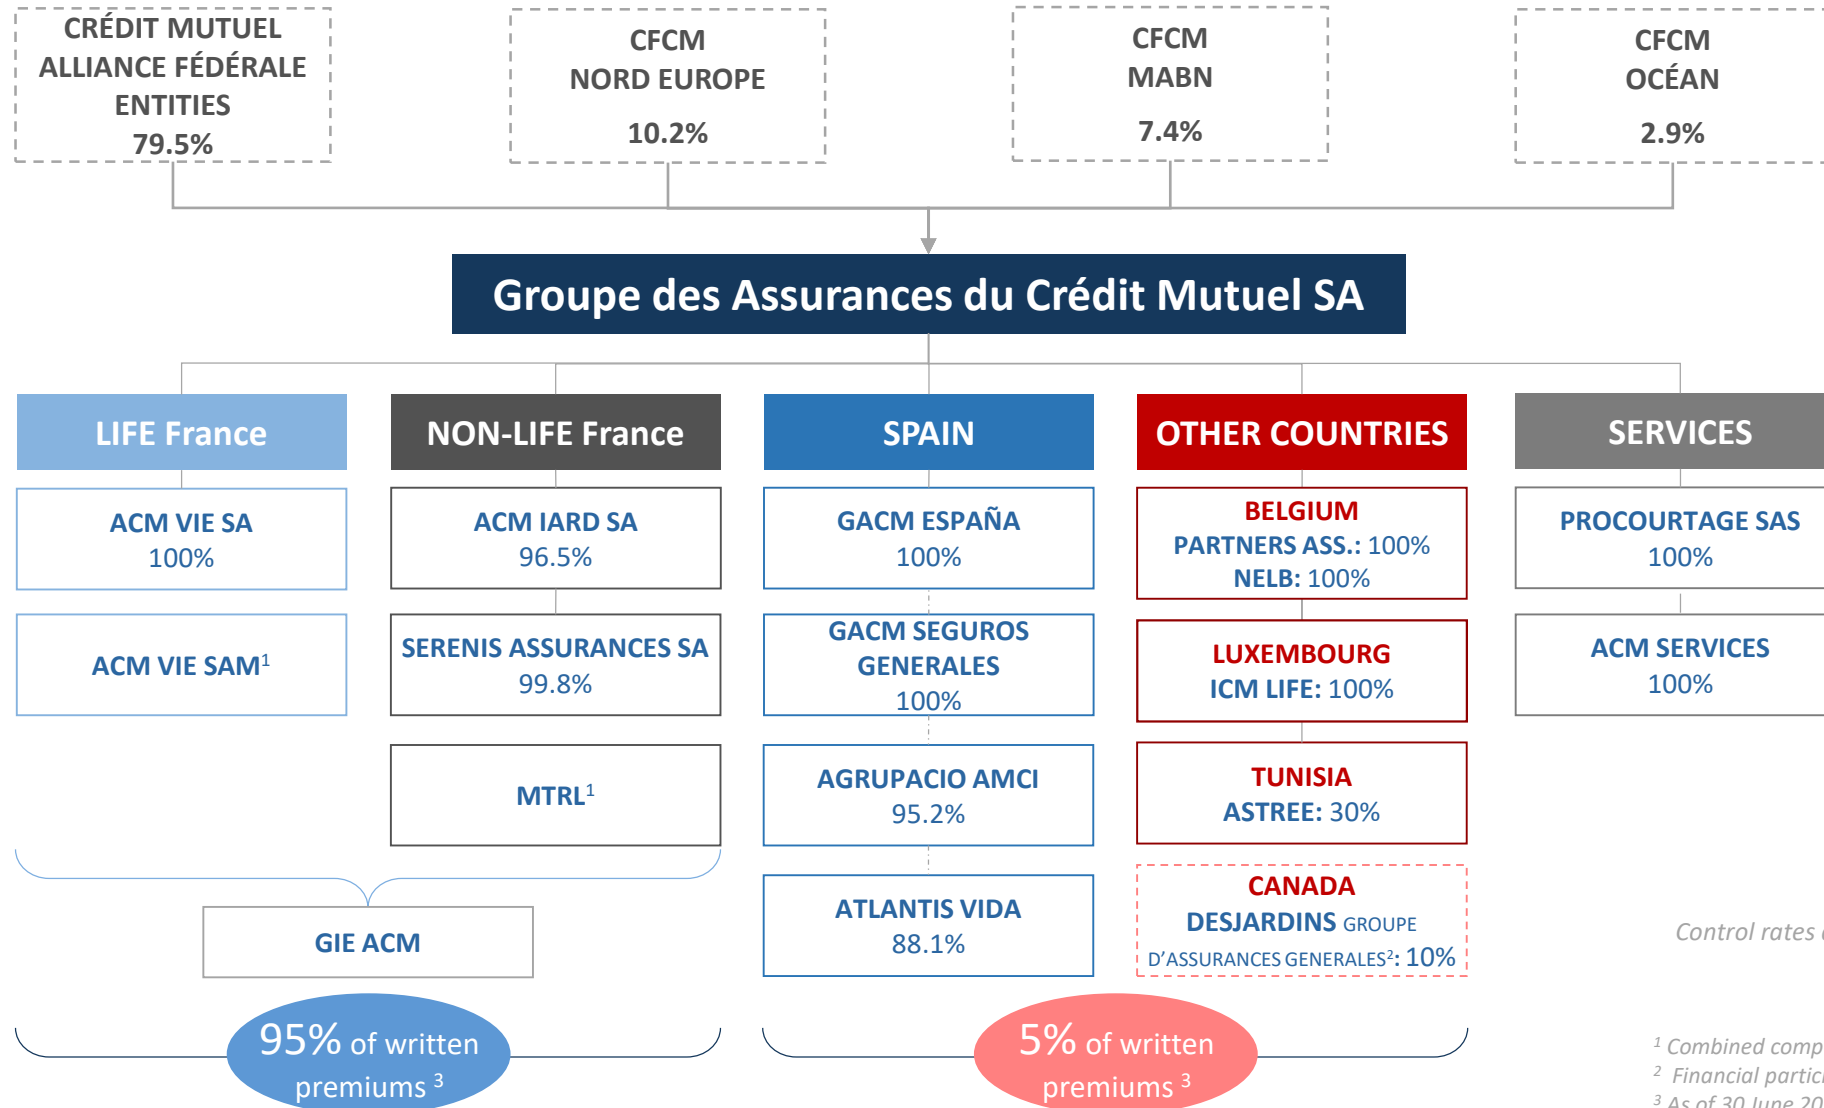 CRÉDIT MUTUEL
ALLIANCE FÉDÉRALE
ENTITIES
79.5%
CFCM
NORD EUROPE
10.2%
CFCM
MABN
7.4%
CFCM
OCÉAN
2.9%
Groupe des Assurances du Crédit Mutuel SA
LIFE France
NON-LIFE France
SPAIN
OTHER COUNTRIES
SERVICES
ACM VIE SA
100%
ACM VIE SAM¹
ACM IARD SA
96.5%
SERENIS ASSURANCES SA
99.8%
MTRL¹
GIE ACM
GACM ESPAÑA
100%
GACM SEGUROS
GENERALES
100%
AGRUPACIO AMCI
95.2%
ATLANTIS VIDA
88.1%
BELGIUM
PARTNERS ASS.: 100%
NELB: 100%
LUXEMBOURG
ICM LIFE: 100%
TUNISIA
ASTREE: 30%
CANADA
DESJARDINS GROUPE
D'ASSURANCES GENERALES²: 10%
PROCOURTAGE SAS
100%
ACM SERVICES
100%
95% of written
premiums ³
5% of written
premiums ³
Control rates
¹ Combined
² Financial
³ As of 30 June